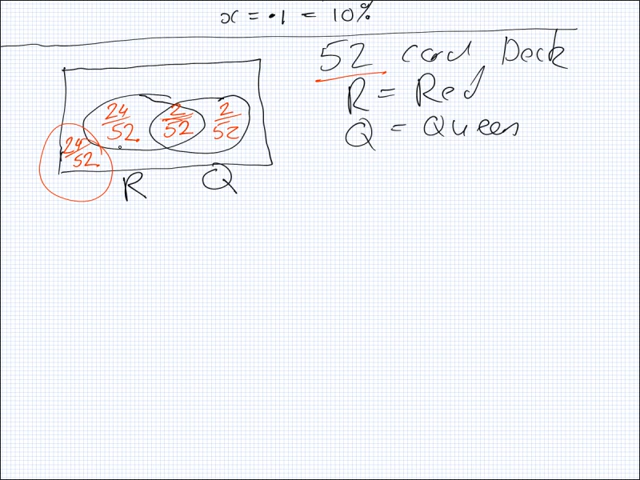 x = .1 = 10%
52 card Deck
R = Red
Q = Queen
24/52
2/52
2/52
24/52
R
Q